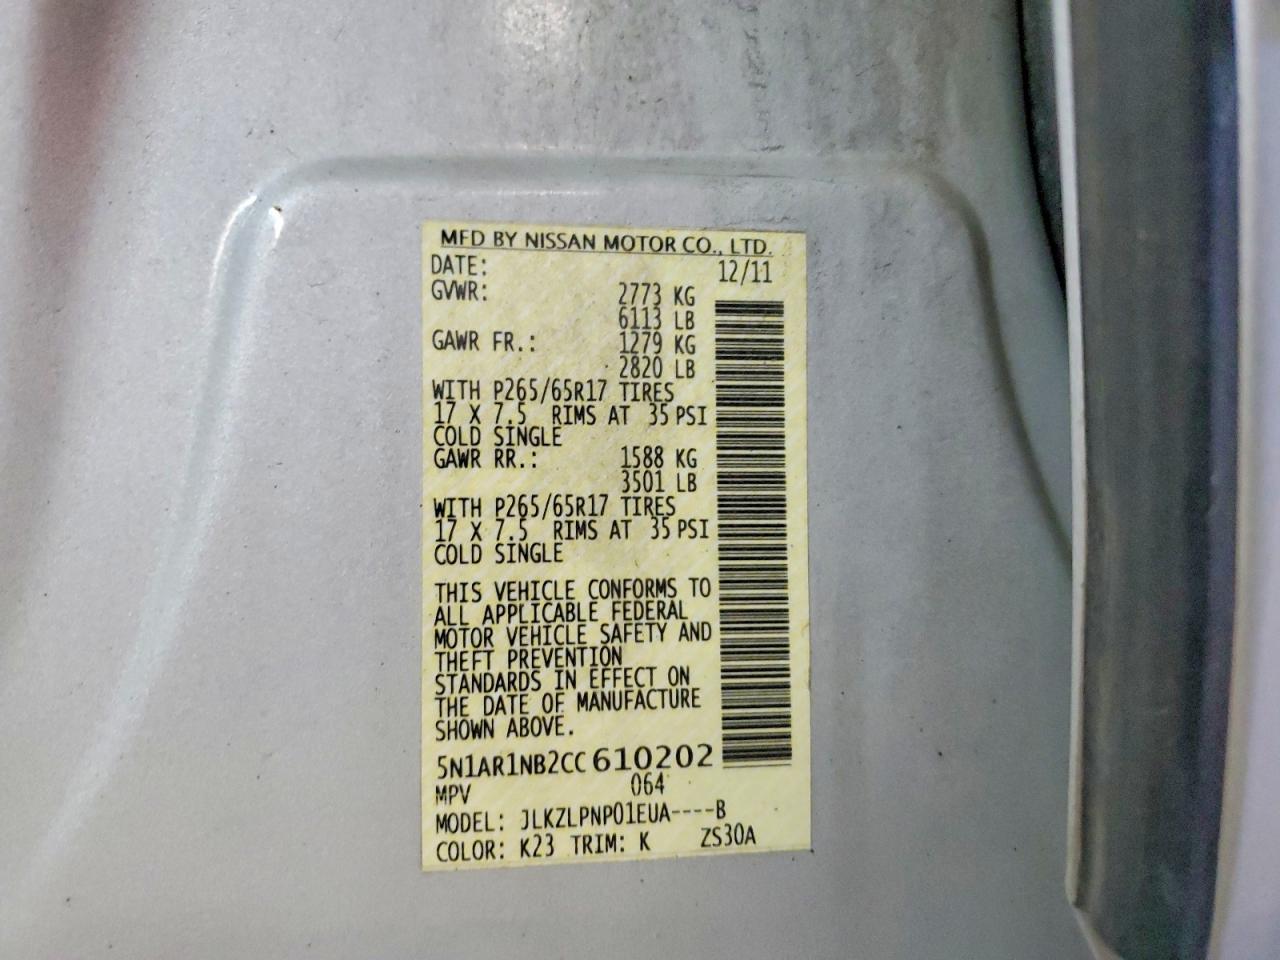 MFD BY NISSAN MOTOR CO., LTD.
DATE: 12/11
GVWR: 2773 KG
6113 LB
GAWR FR.: 1279 KG
2820 LB
WITH P265/65R17 TIRES
17 X 7.5 RIMS AT 35 PSI
COLD SINGLE
GAWR RR.: 1588 KG
3501 LB
WITH P265/65R17 TIRES
17 X 7.5 RIMS AT 35 PSI
COLD SINGLE
THIS VEHICLE CONFORMS TO
ALL APPLICABLE FEDERAL
MOTOR VEHICLE SAFETY AND
THEFT PREVENTION
STANDARDS IN EFFECT ON
THE DATE OF MANUFACTURE
SHOWN ABOVE.
5N1AR1NB2CC610202
MPV 064
MODEL: JLKZLPNP01EUA----B
COLOR: K23 TRIM: K ZS30A